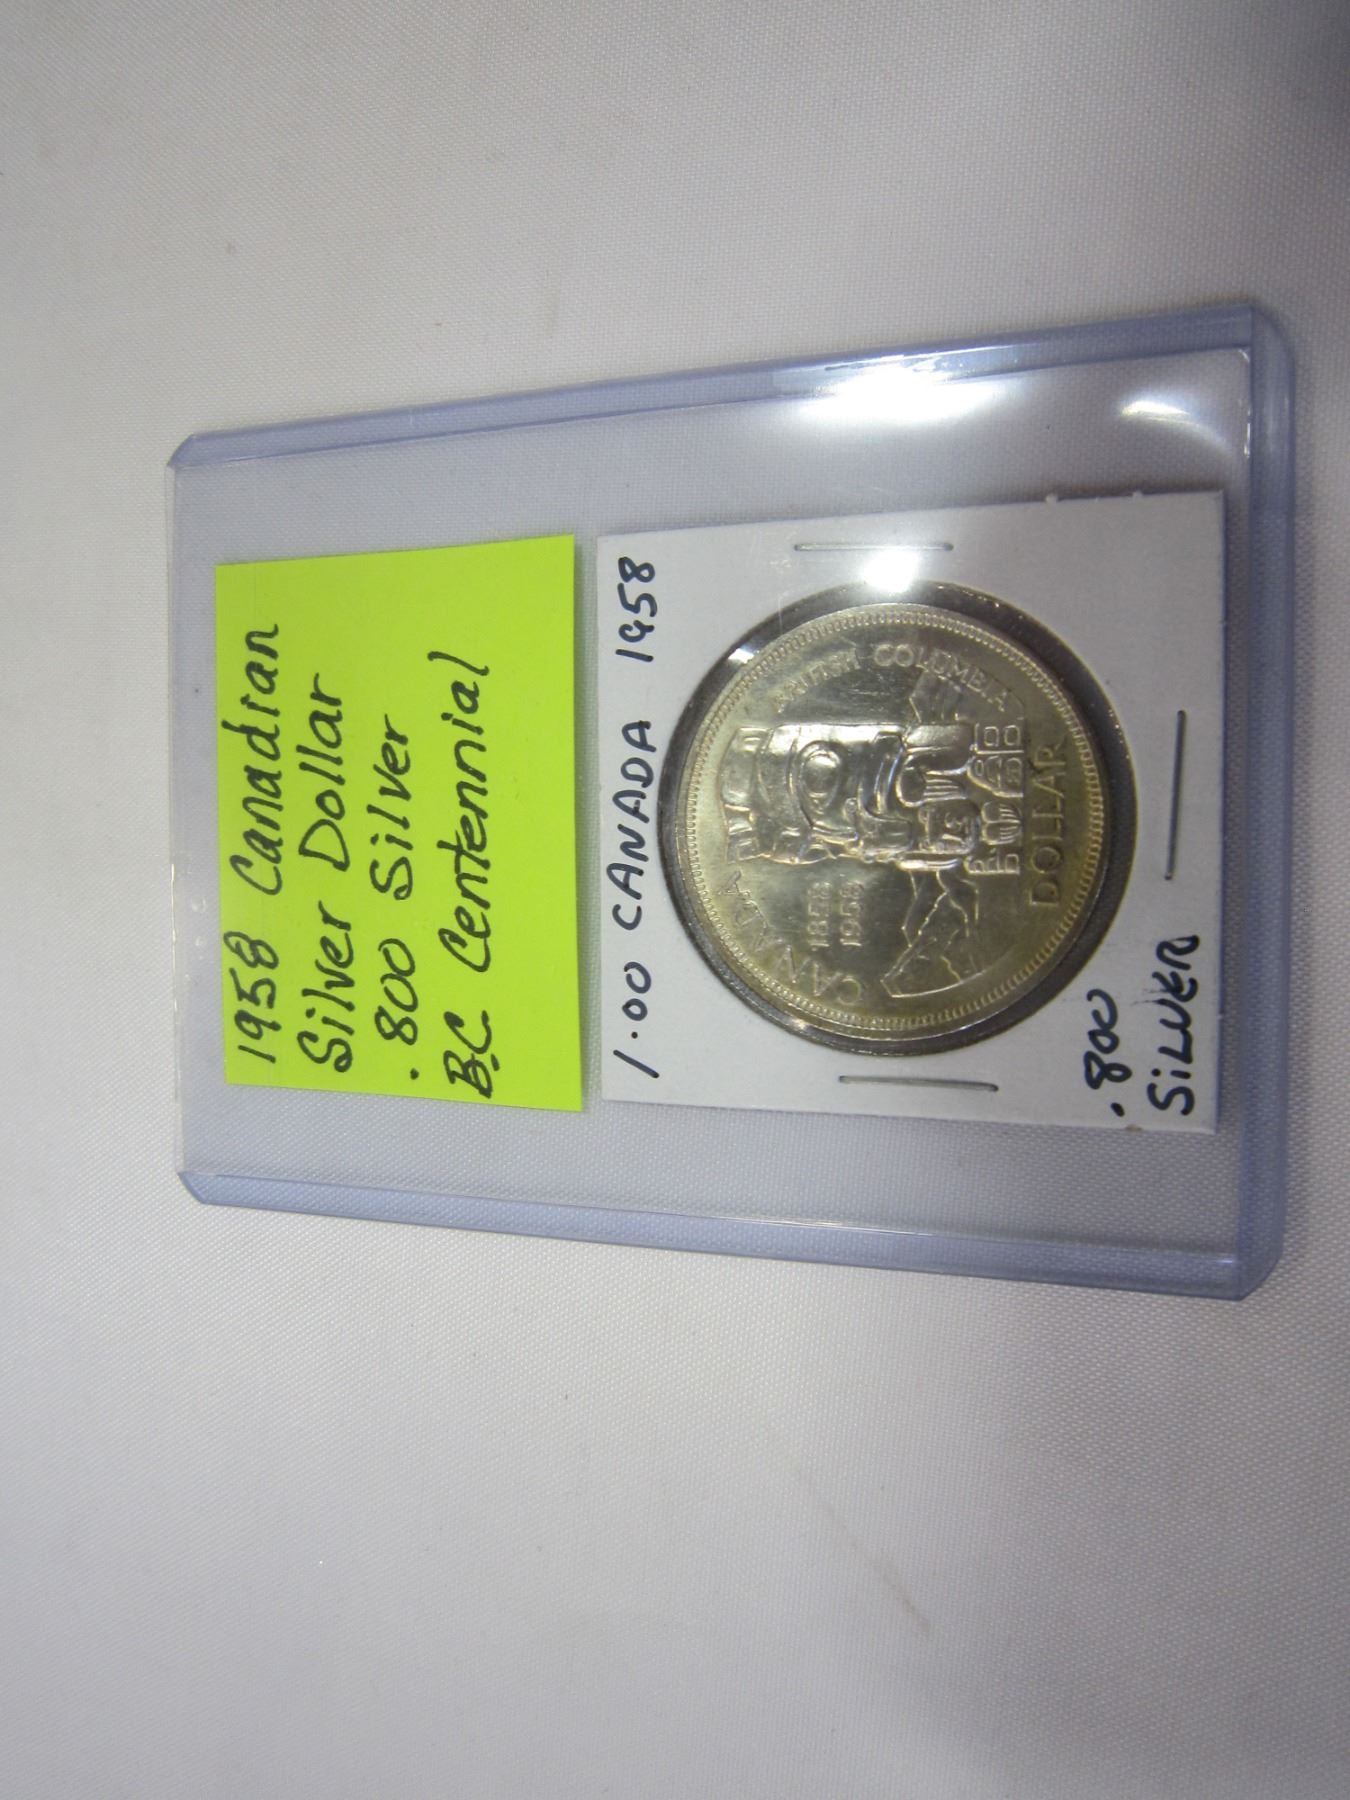 1958 Canadian
Silver Dollar
.800 Silver
BC Centennial
1.00 CANADA 1958
CANADA
BRITISH COLUMBIA
1858
1958
DOLLAR
.800
SILVER